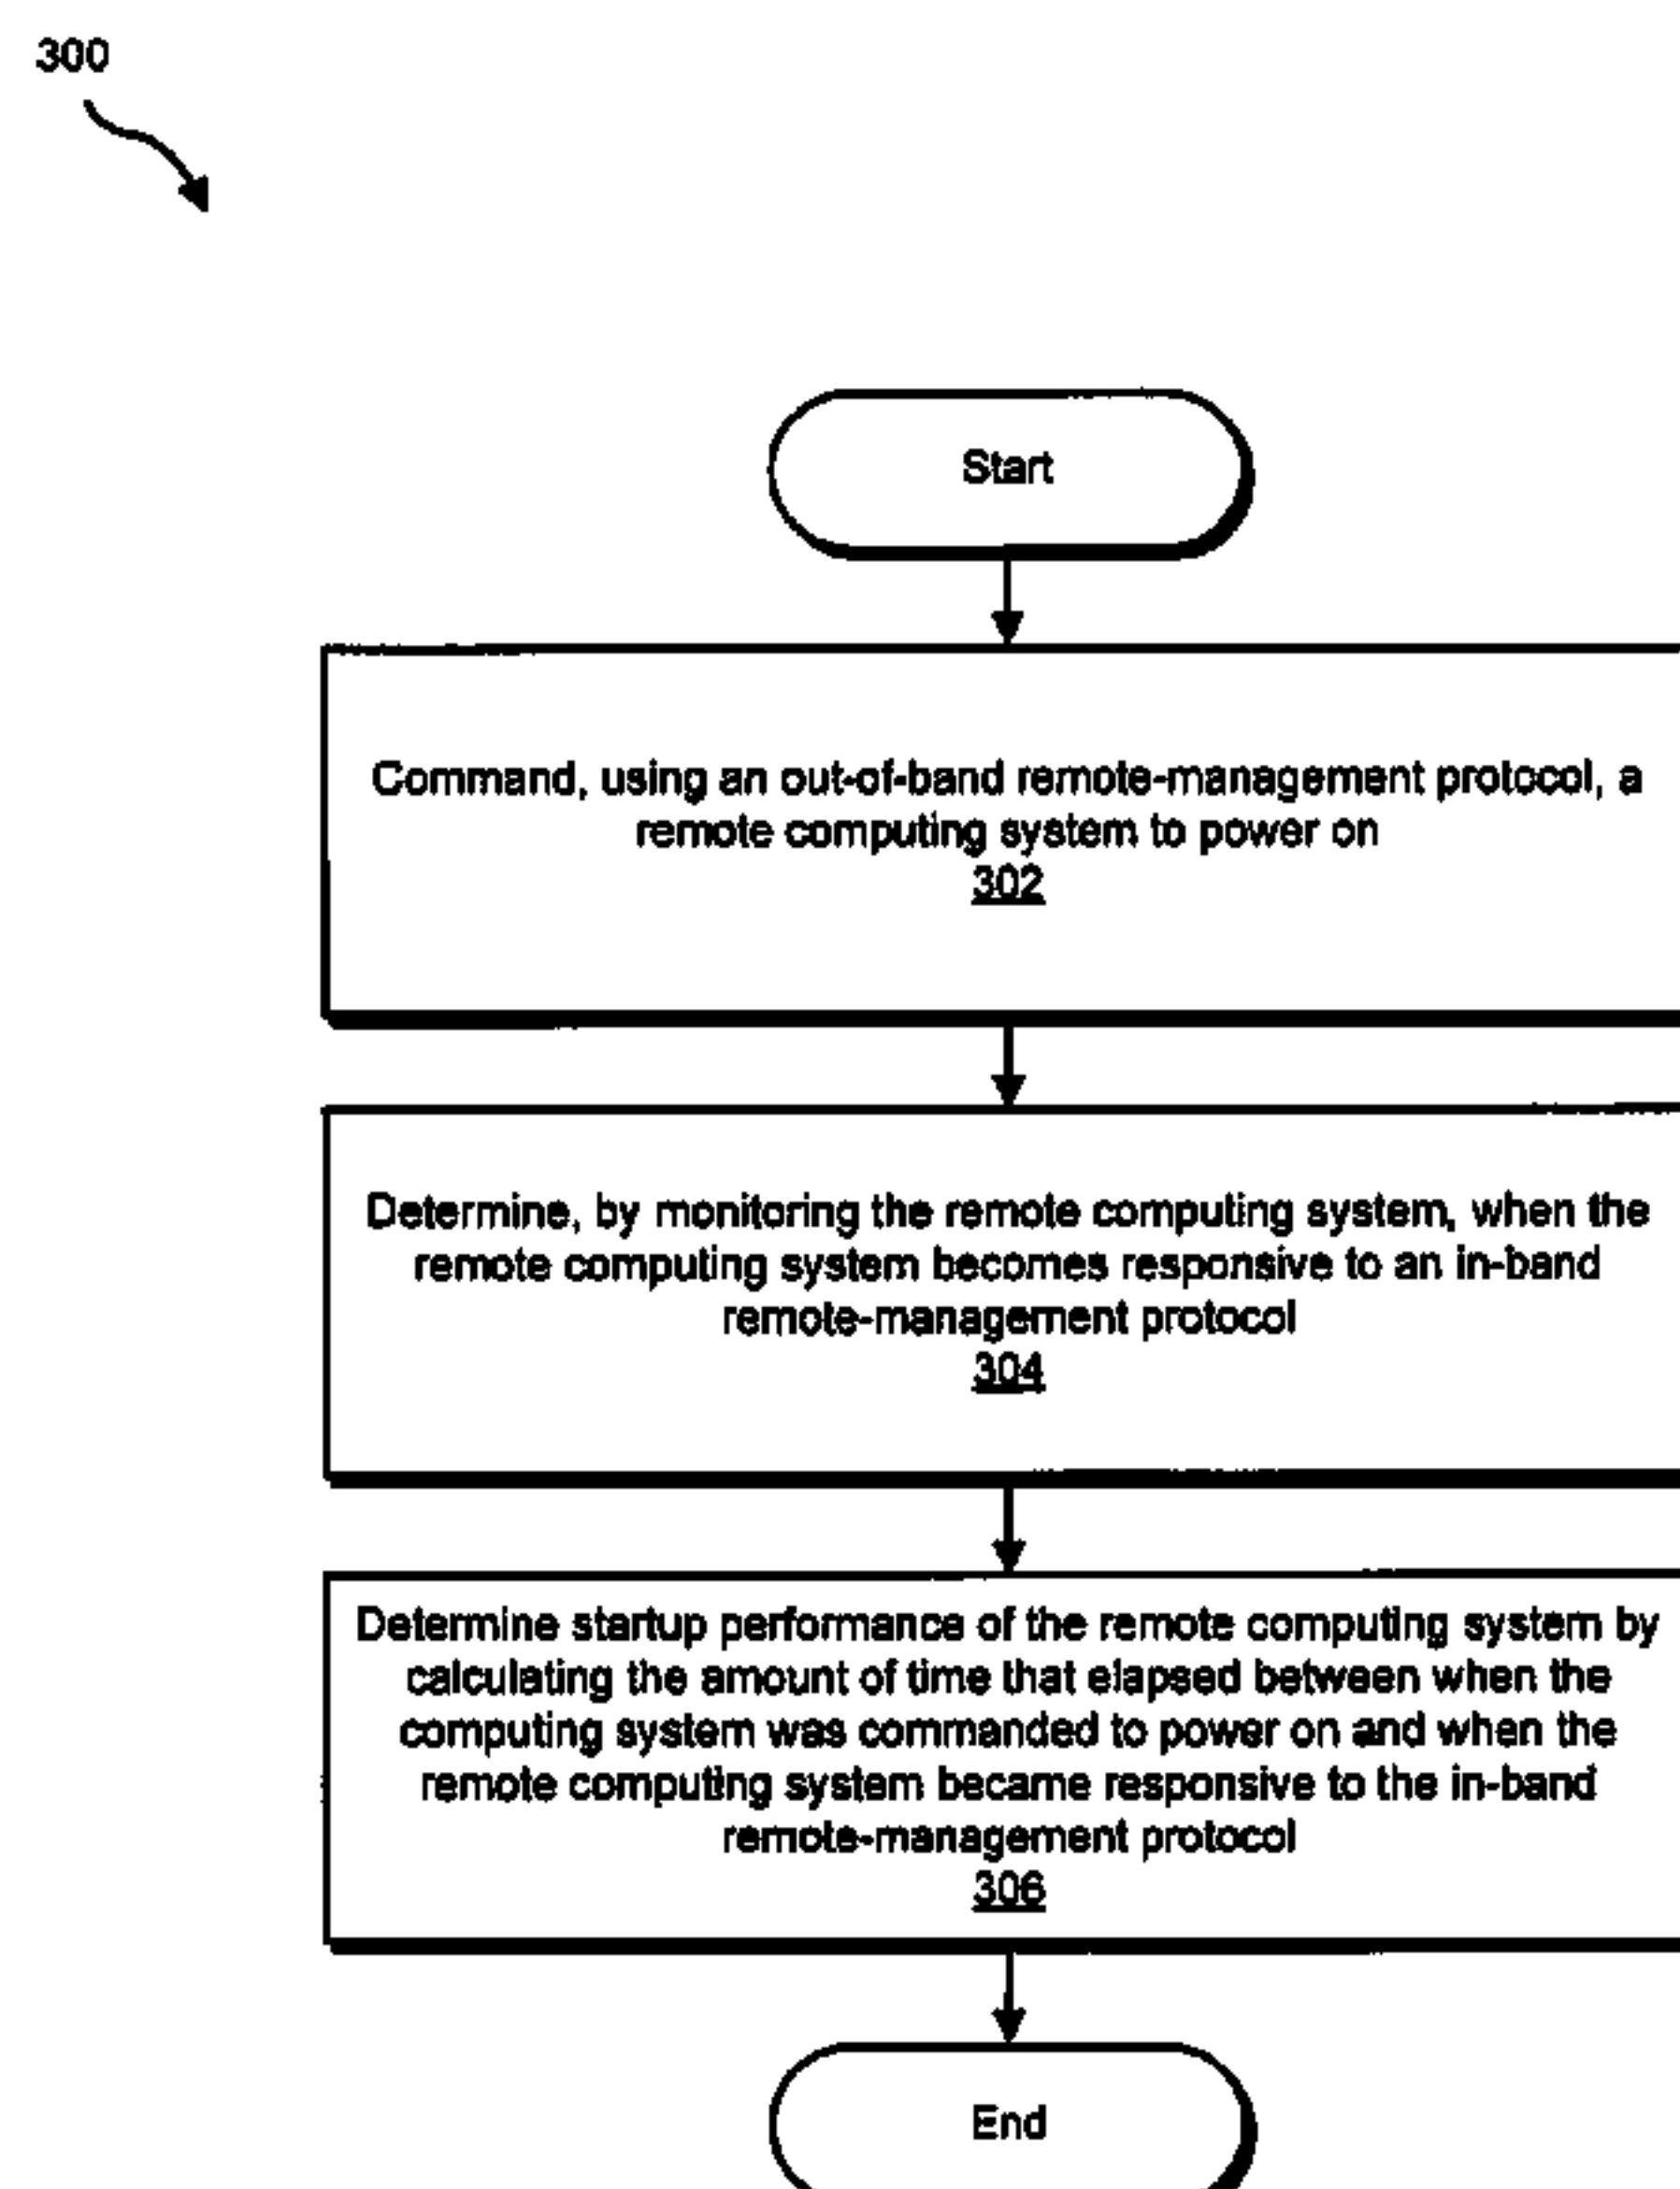 300
Start
Command, using an out-of-band remote-management protocol, a
remote computing system to power on
302
Determine, by monitoring the remote computing system, when the
remote computing system becomes responsive to an in-band
remote-management protocol
304
Determine startup performance of the remote computing system by
calculating the amount of time that elapsed between when the
computing system was commanded to power on and when the
remote computing system became responsive to the in-band
remote-management protocol
306
End